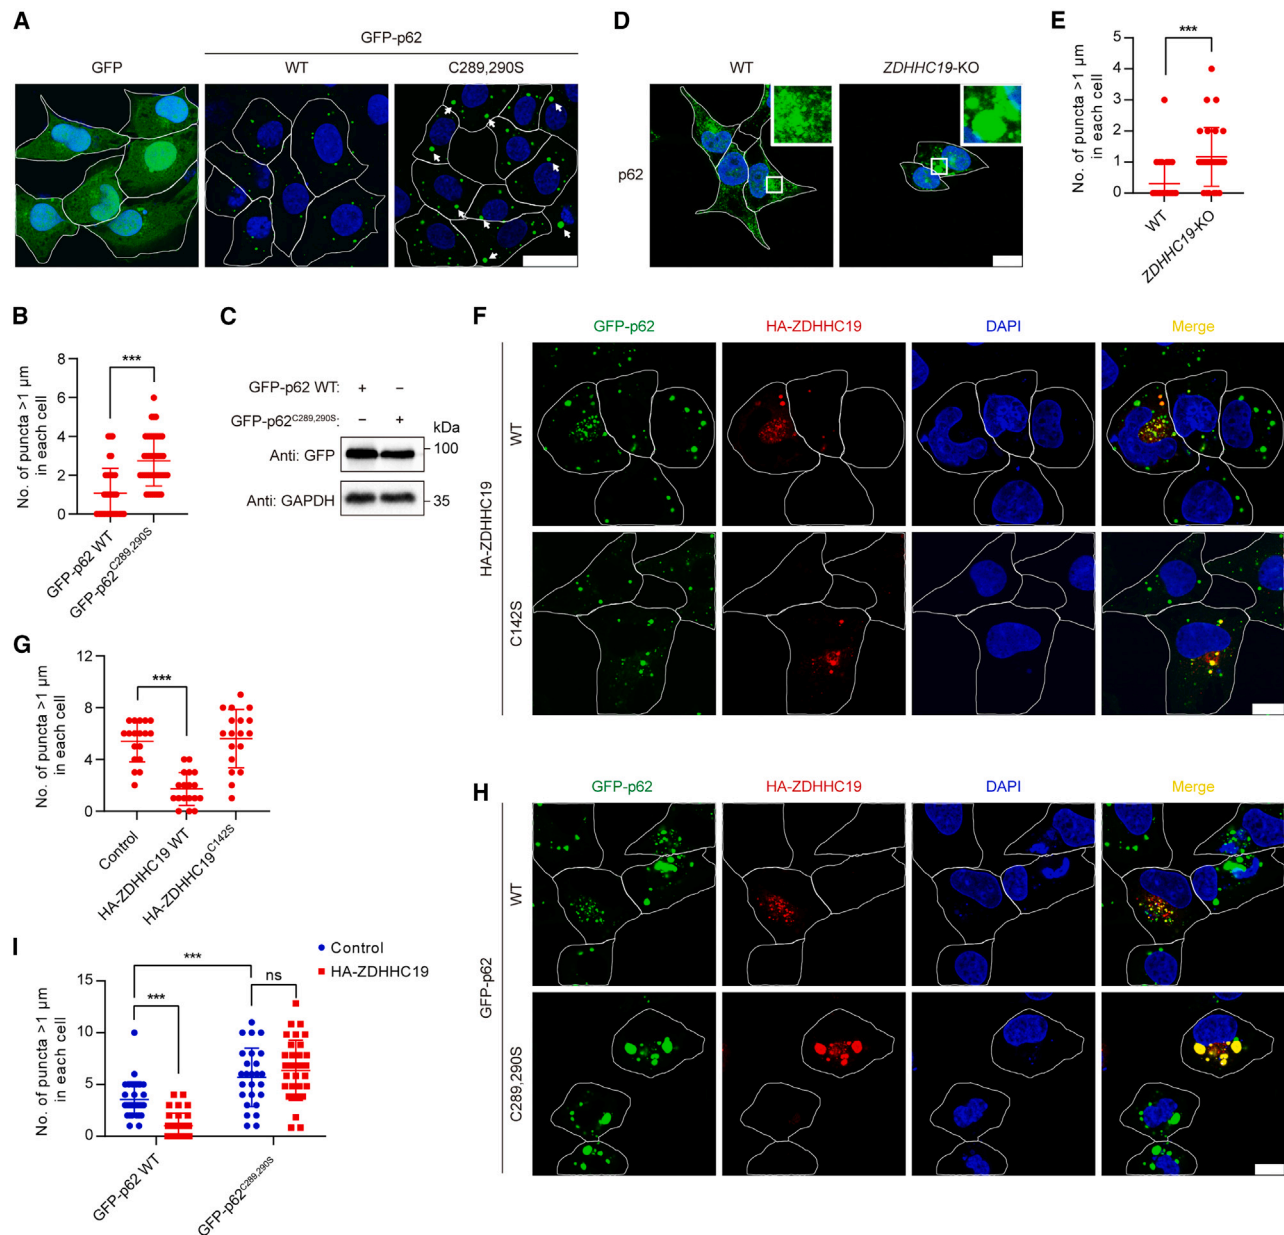 A
GFP-p62
GFP
WT
C289,290S
D
WT
ZDHHC19-KO
p62
E
No. of puncta >1 μm
in each cell
5
4
3
2
1
0
***
WT
ZDHHC19-KO
B
No. of puncta >1 μm
in each cell
8
6
4
2
0
***
GFP-p62 WT
GFP-p62C289,290S
C
GFP-p62 WT: + –
GFP-p62C289,290S: – +
kDa
Anti: GFP
100
Anti: GAPDH
35
F
GFP-p62
HA-ZDHHC19
DAPI
Merge
HA-ZDHHC19
WT
C142S
G
No. of puncta >1 μm
in each cell
12
8
4
0
***
Control
HA-ZDHHC19 WT
HA-ZDHHC19C142S
H
GFP-p62
HA-ZDHHC19
DAPI
Merge
GFP-p62
WT
C289,290S
I
Control
HA-ZDHHC19
No. of puncta >1 μm
in each cell
15
10
5
0
***
***
ns
GFP-p62 WT
GFP-p62C289,290S